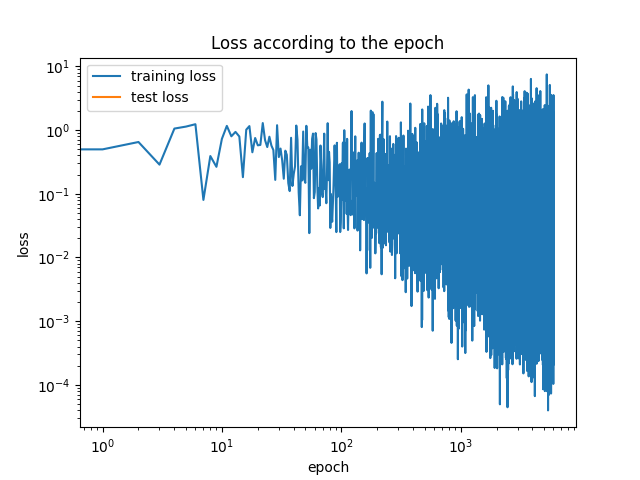 Loss according to the epoch
training loss
test loss
loss
10¹
10⁰
10⁻¹
10⁻²
10⁻³
10⁻⁴
10⁰ 10¹ 10² 10³
epoch